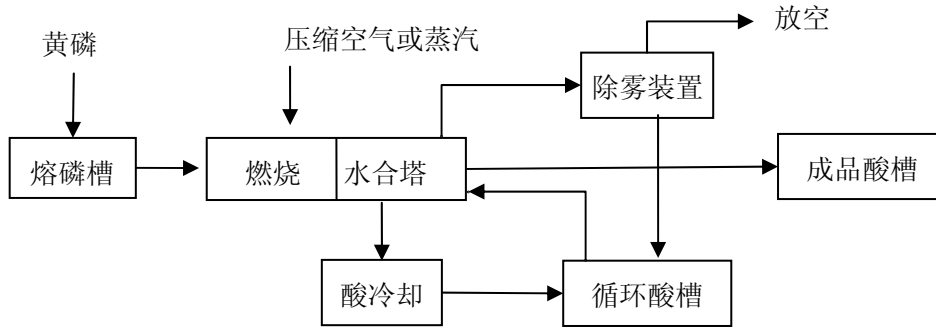 放空
黄磷
压缩空气或蒸汽
除雾装置
熔磷槽
燃烧
水合塔
成品酸槽
酸冷却
循环酸槽